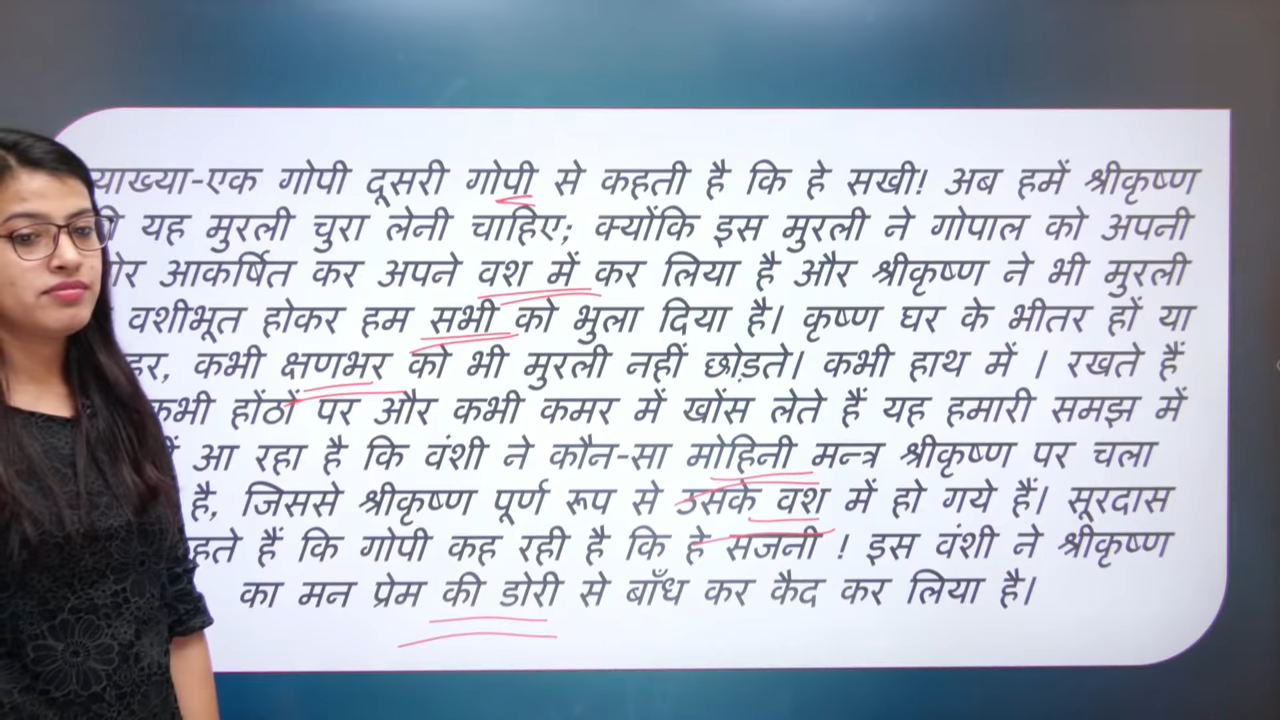 याख्या-एक गोपी दूसरी गोपी से कहती है कि हे सखी! अब हमें श्रीकृष्ण
यह मुरली चुरा लेनी चाहिए; क्योंकि इस मुरली ने गोपाल को अपनी
आकर्षित कर अपने वश में कर लिया है और श्रीकृष्ण ने भी मुरली
वशीभूत होकर हम सभी को भुला दिया है। कृष्ण घर के भीतर हों या
कभी क्षणभर को भी मुरली नहीं छोड़ते। कभी हाथ में । रखते हैं
कभी होंठों पर और कभी कमर में खोंस लेते हैं यह हमारी समझ में
आ रहा है कि वंशी ने कौन-सा मोहिनी मन्त्र श्रीकृष्ण पर चला
है, जिससे श्रीकृष्ण पूर्ण रूप से उसके वश में हो गये हैं। सूरदास
हैं कि गोपी कह रही है कि हे सजनी ! इस वंशी ने श्रीकृष्ण
का मन प्रेम की डोरी से बाँध कर कैद कर लिया है।